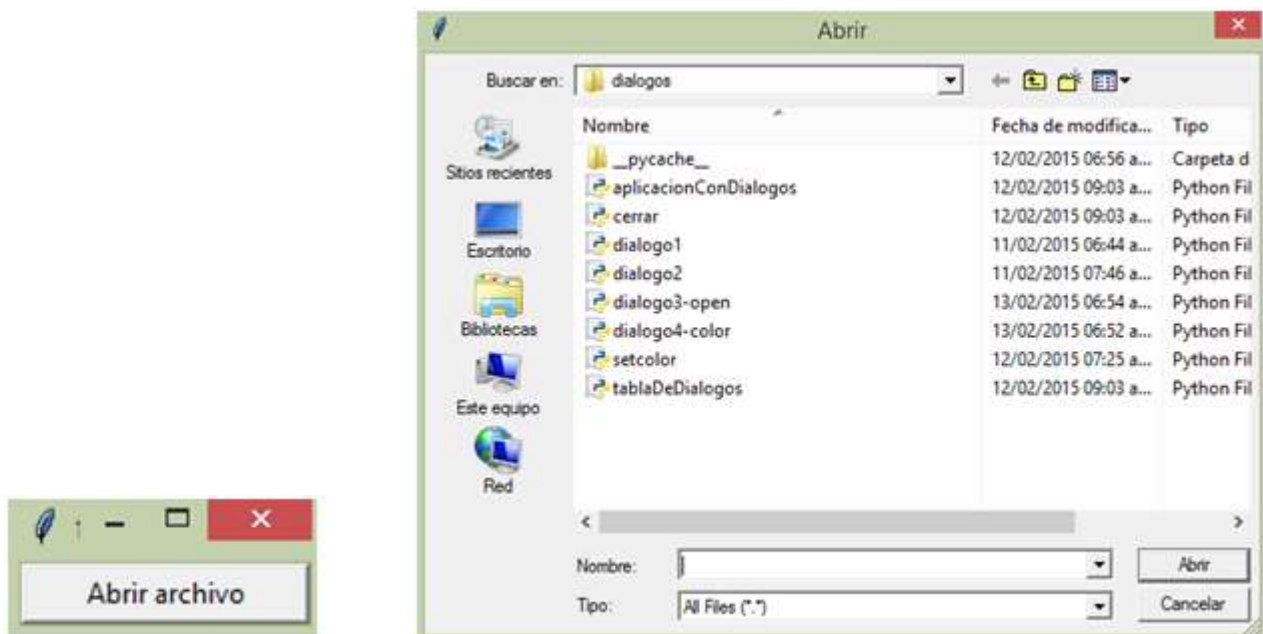 Abrir archivo
Abrir
Buscar en: dialogos
Sitios recientes
Escritorio
Bibliotecas
Este equipo
Red
Nombre Fecha de modifica... Tipo
__pycache__ 12/02/2015 06:56 a... Carpeta d
aplicacionConDialogos 12/02/2015 09:03 a... Python Fil
cerrar 12/02/2015 09:03 a... Python Fil
dialogo1 11/02/2015 06:44 a... Python Fil
dialogo2 11/02/2015 07:46 a... Python Fil
dialogo3-open 13/02/2015 06:54 a... Python Fil
dialogo4-color 13/02/2015 06:52 a... Python Fil
setcolor 12/02/2015 07:25 a... Python Fil
tablaDeDialogos 12/02/2015 09:03 a... Python Fil
Nombre: Abrir
Tipo: All Files (*.*) Cancelar